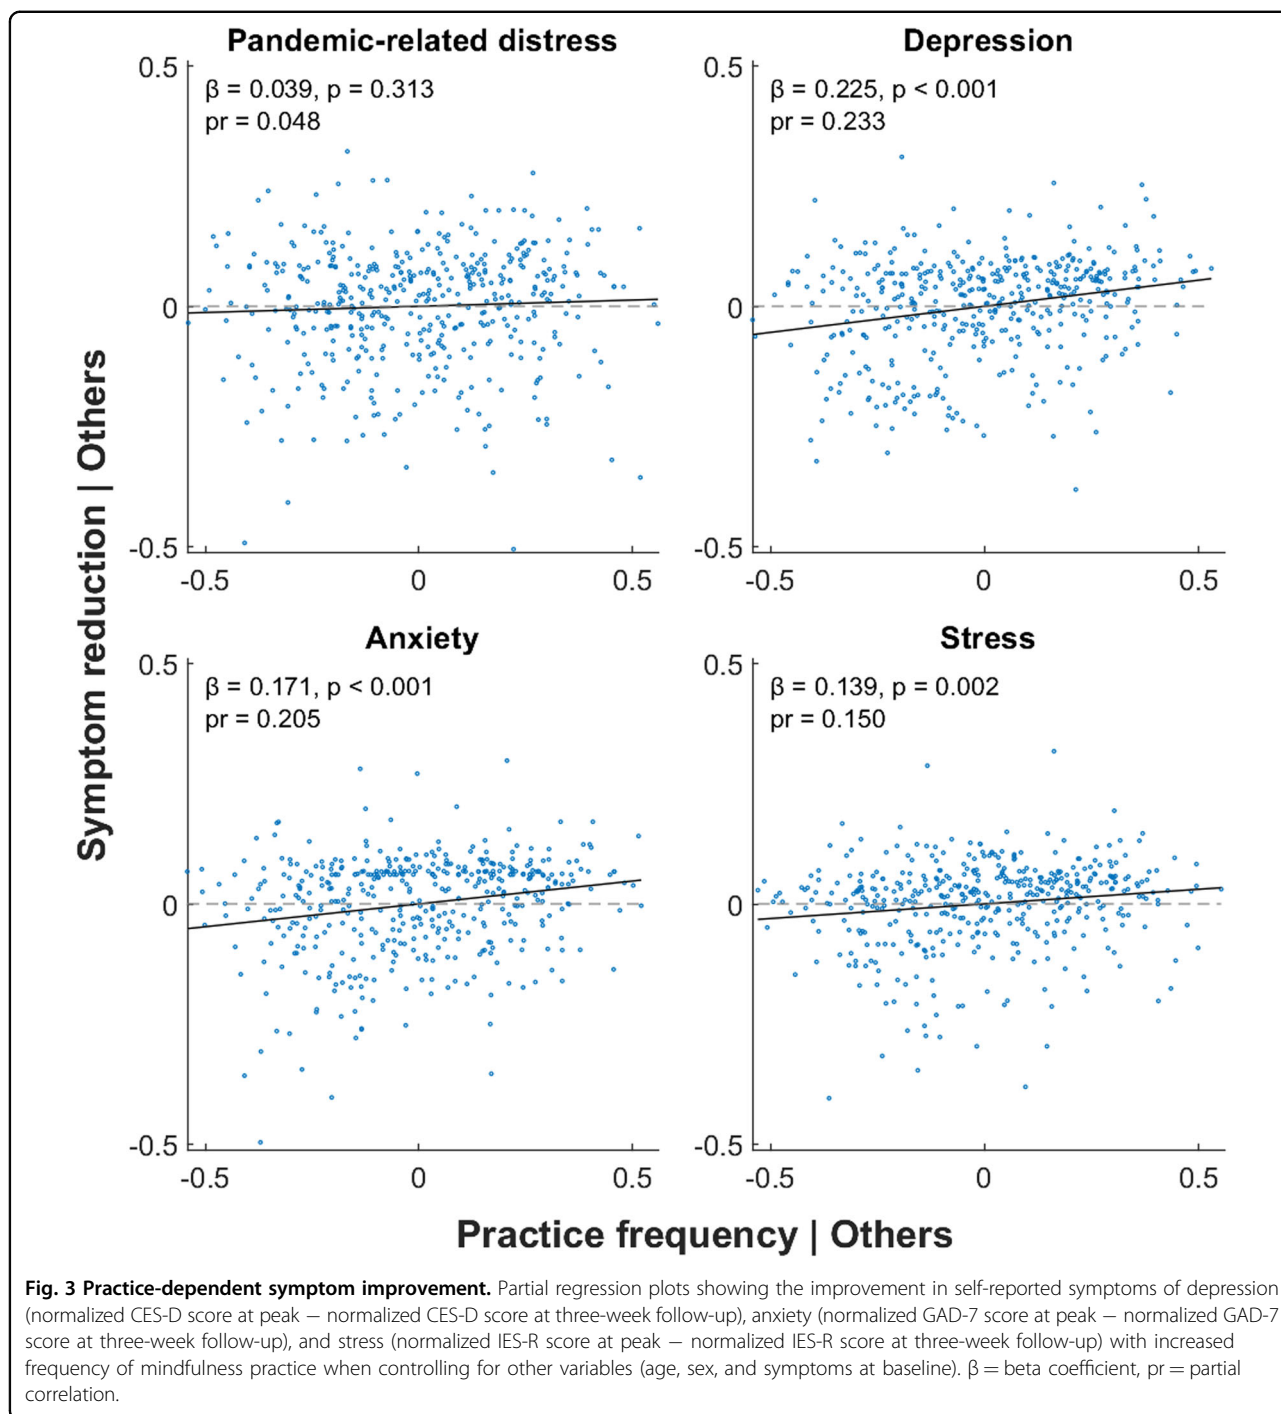 Pandemic-related distress
0.5
β = 0.039, p = 0.313
pr = 0.048
0
-0.5
-0.5 0 0.5
Depression
0.5
β = 0.225, p < 0.001
pr = 0.233
0
-0.5
-0.5 0 0.5
Symptom reduction | Others
Anxiety
0.5
β = 0.171, p < 0.001
pr = 0.205
0
-0.5
-0.5 0 0.5
Stress
0.5
β = 0.139, p = 0.002
pr = 0.150
0
-0.5
-0.5 0 0.5
Practice frequency | Others
Fig. 3 Practice-dependent symptom improvement. Partial regression plots showing the improvement in self-reported symptoms of depression
(normalized CES-D score at peak − normalized CES-D score at three-week follow-up), anxiety (normalized GAD-7 score at peak − normalized GAD-7
score at three-week follow-up), and stress (normalized IES-R score at peak − normalized IES-R score at three-week follow-up) with increased
frequency of mindfulness practice when controlling for other variables (age, sex, and symptoms at baseline). β = beta coefficient, pr = partial
correlation.